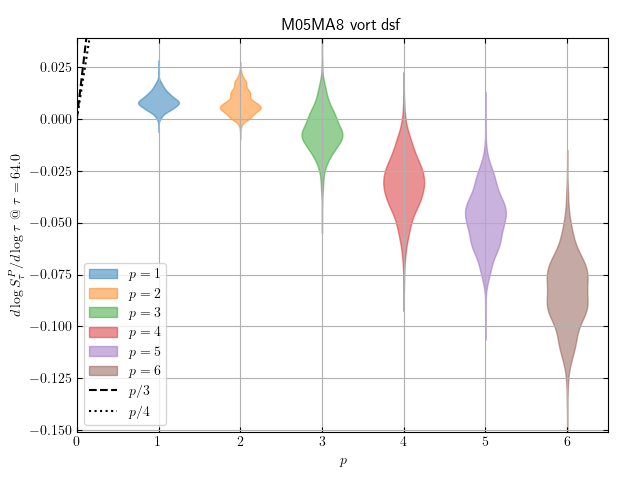 M05MA8 vort dsf
d log S_τ^P/d log τ @ τ = 64.0
0.025
0.000
−0.025
−0.050
−0.075
−0.100
−0.125
−0.150
p = 1
p = 2
p = 3
p = 4
p = 5
p = 6
p/3
p/4
0 1 2 3 4 5 6
p